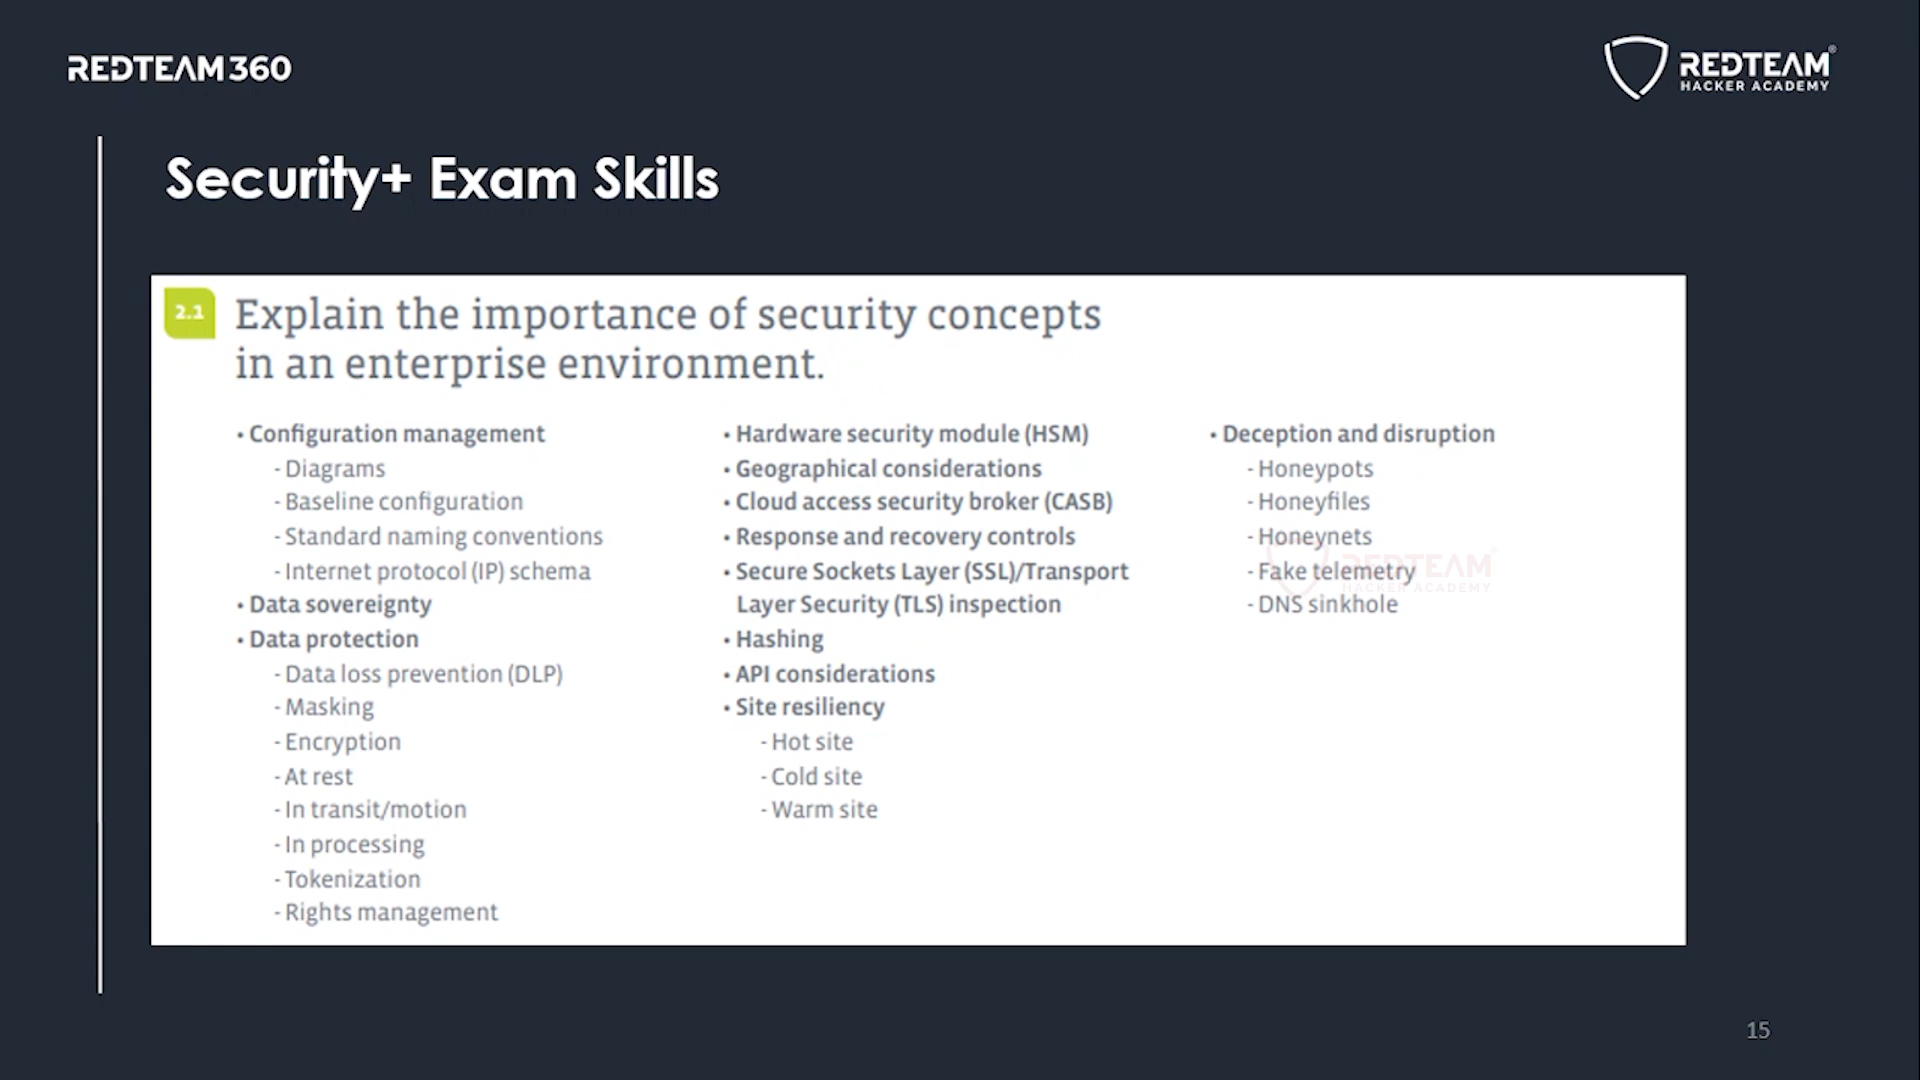 REDTEAM 360
REDTEAM®
HACKER ACADEMY
Security+ Exam Skills
2.1
Explain the importance of security concepts
in an enterprise environment.
• Configuration management
- Diagrams
- Baseline configuration
- Standard naming conventions
- Internet protocol (IP) schema
• Data sovereignty
• Data protection
- Data loss prevention (DLP)
- Masking
- Encryption
- At rest
- In transit/motion
- In processing
- Tokenization
- Rights management
• Hardware security module (HSM)
• Geographical considerations
• Cloud access security broker (CASB)
• Response and recovery controls
• Secure Sockets Layer (SSL)/Transport
Layer Security (TLS) inspection
• Hashing
• API considerations
• Site resiliency
- Hot site
- Cold site
- Warm site
• Deception and disruption
- Honeypots
- Honeyfiles
- Honeynets
- Fake telemetry
- DNS sinkhole
REDTEAM
HACKER ACADEMY
15